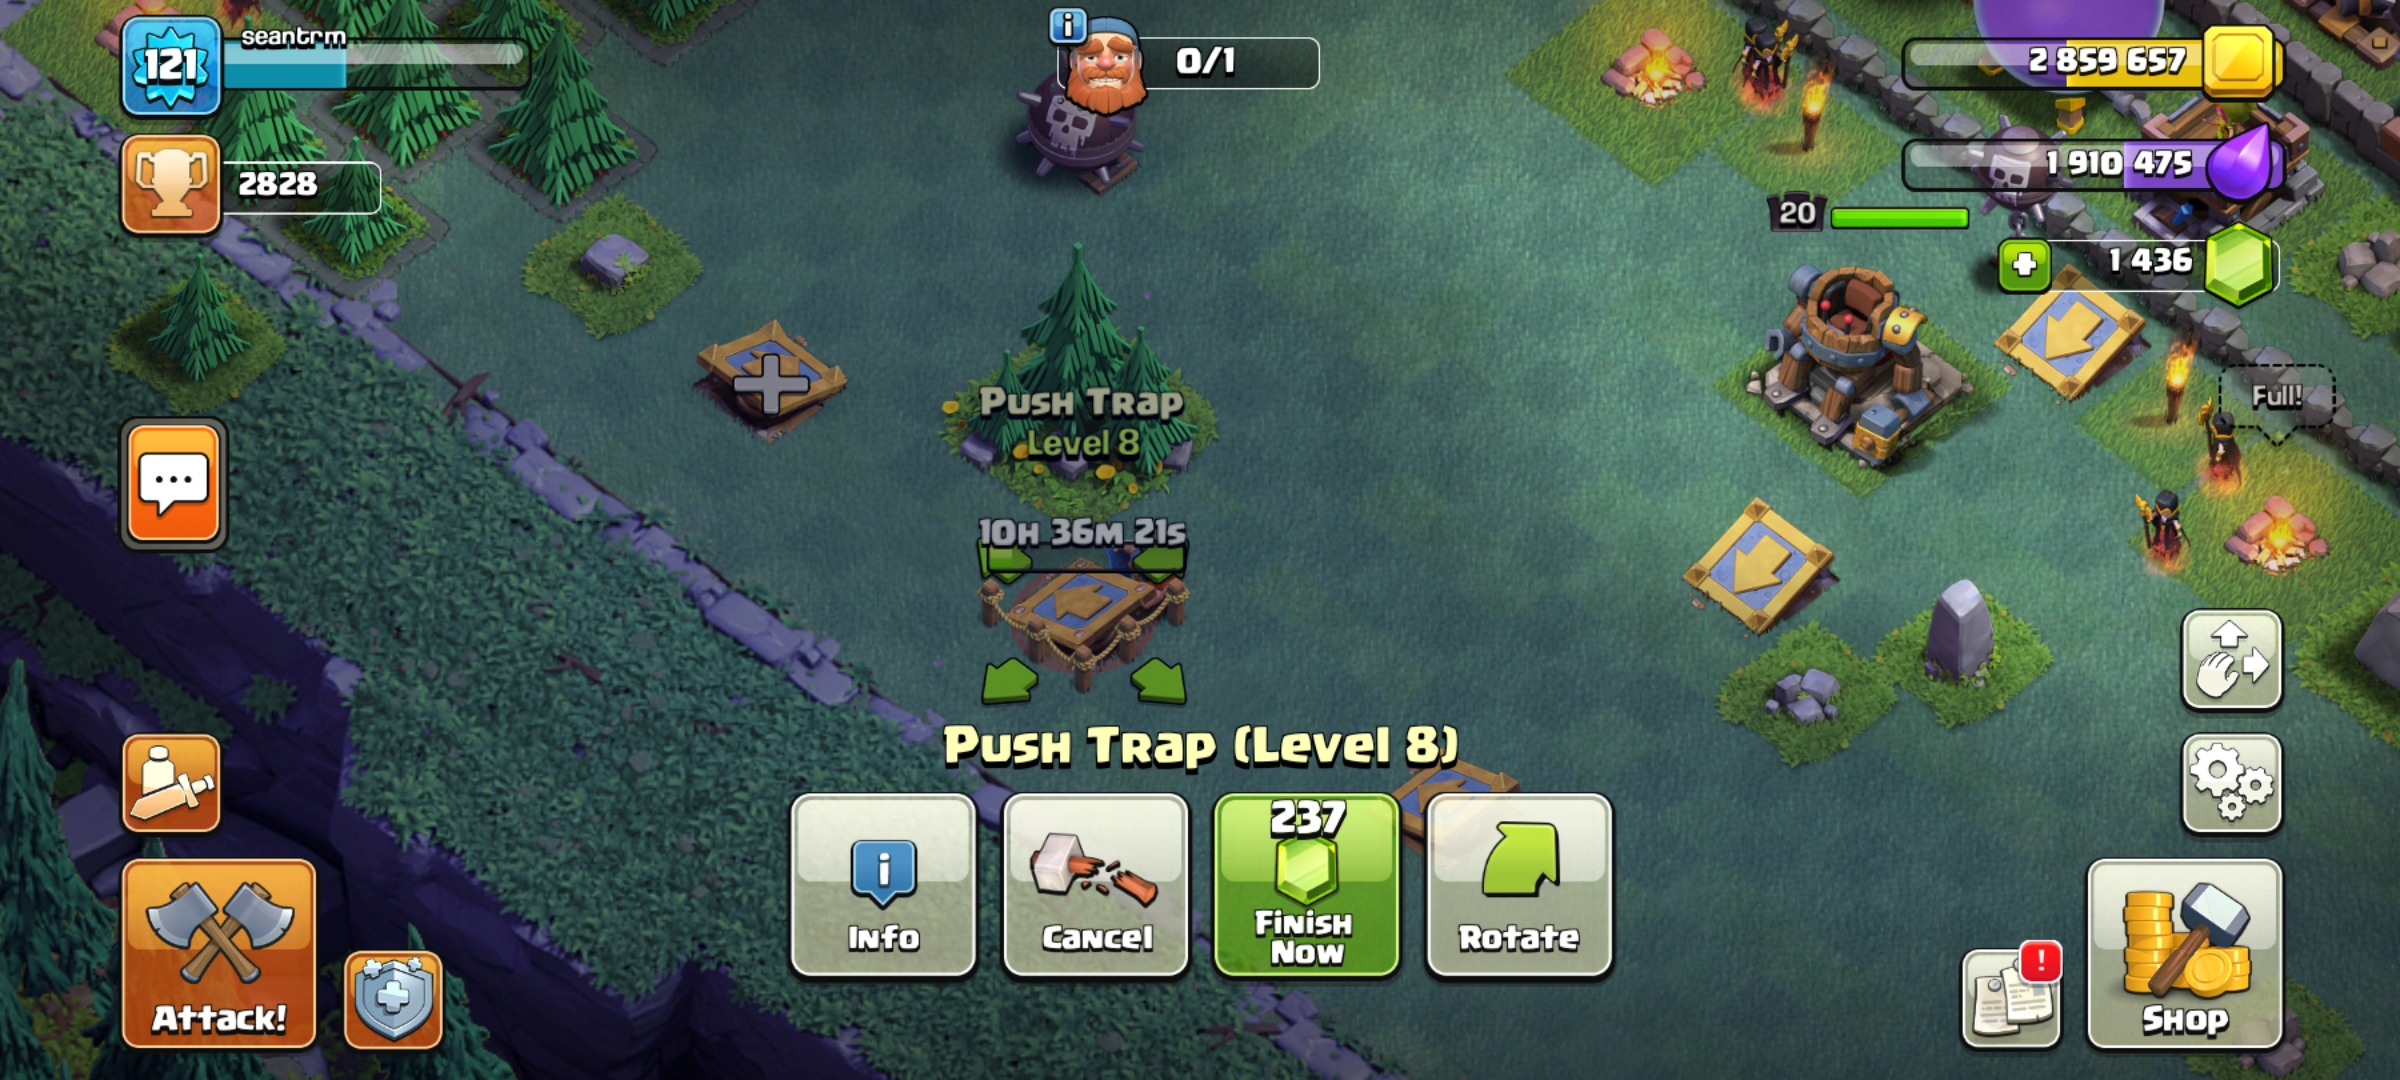 121
seantrm
0/1
2 859 657
2828
1 910 475
20
1 436
Full!
Push Trap
Level 8
10H 36M 21s
Push Trap (Level 8)
Info
Cancel
237
Finish
Now
Rotate
Attack!
!
Shop